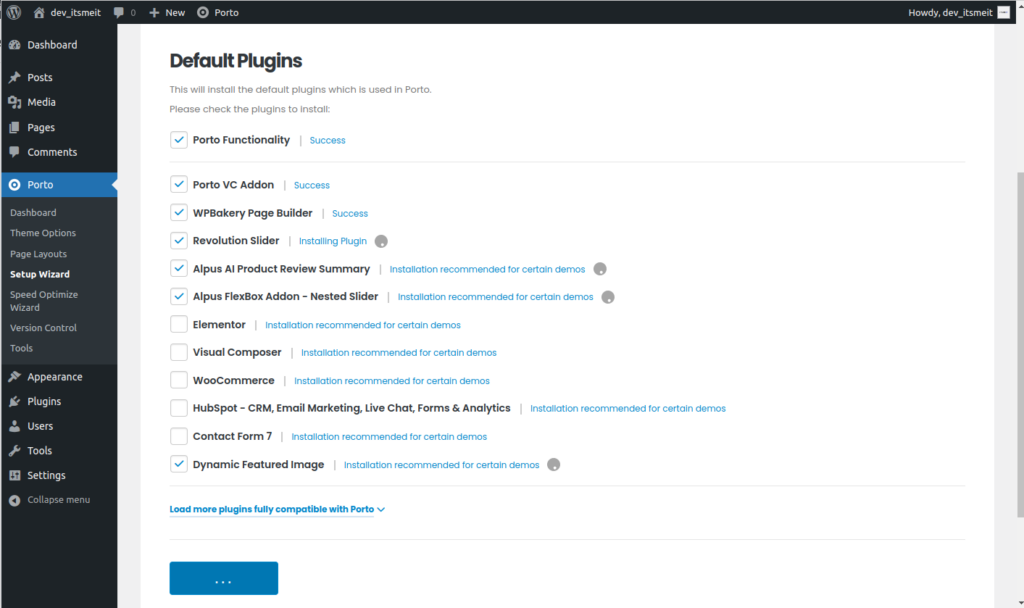 dev_itsmeit 0 New Porto Howdy, dev_itsmeit
Dashboard
Posts
Media
Pages
Comments
Porto
Dashboard
Theme Options
Page Layouts
Setup Wizard
Speed Optimize
Wizard
Version Control
Tools
Appearance
Plugins
Users
Tools
Settings
Collapse menu
Default Plugins
This will install the default plugins which is used in Porto.
Please check the plugins to install:
Porto Functionality | Success
Porto VC Addon | Success
WPBakery Page Builder | Success
Revolution Slider | Installing Plugin
Alpus AI Product Review Summary | Installation recommended for certain demos
Alpus FlexBox Addon - Nested Slider | Installation recommended for certain demos
Elementor | Installation recommended for certain demos
Visual Composer | Installation recommended for certain demos
WooCommerce | Installation recommended for certain demos
HubSpot - CRM, Email Marketing, Live Chat, Forms & Analytics | Installation recommended for certain demos
Contact Form 7 | Installation recommended for certain demos
Dynamic Featured Image | Installation recommended for certain demos
Load more plugins fully compatible with Porto
...